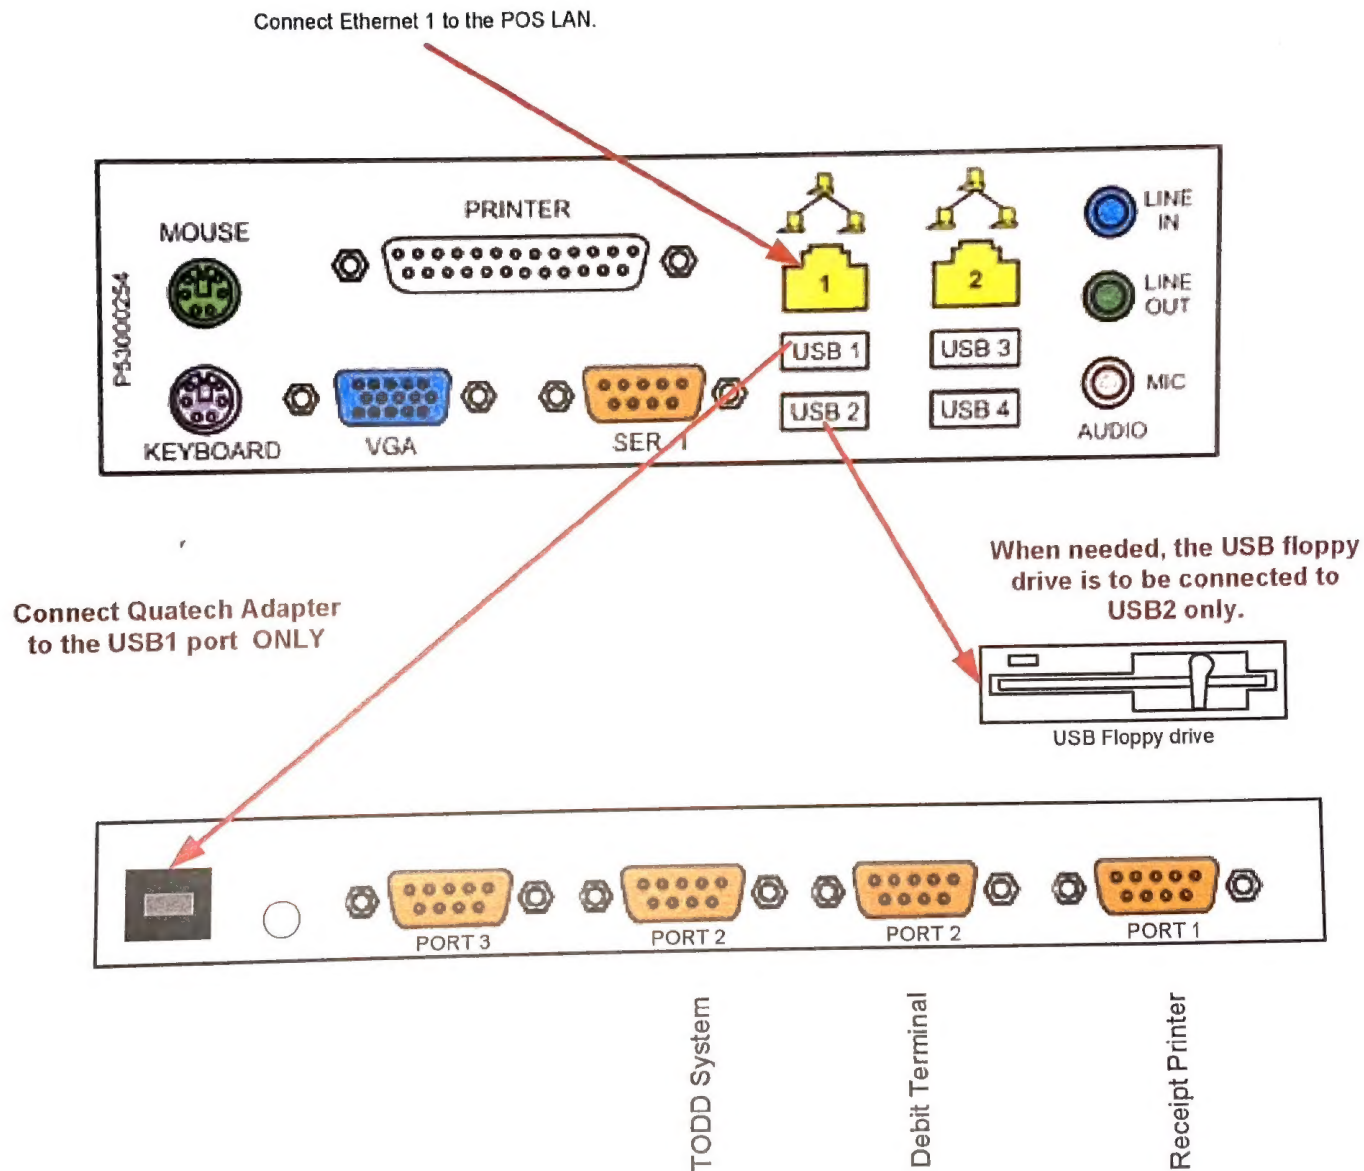 Connect Ethernet 1 to the POS LAN.
P53000254
MOUSE
KEYBOARD
PRINTER
VGA
SER 1
1
2
USB 1
USB 2
USB 3
USB 4
LINE
IN
LINE
OUT
MIC
AUDIO
When needed, the USB floppy
drive is to be connected to
USB2 only.
USB Floppy drive
Connect Quatech Adapter
to the USB1 port ONLY
PORT 3
PORT 2
PORT 2
PORT 1
TODD System
Debit Terminal
Receipt Printer